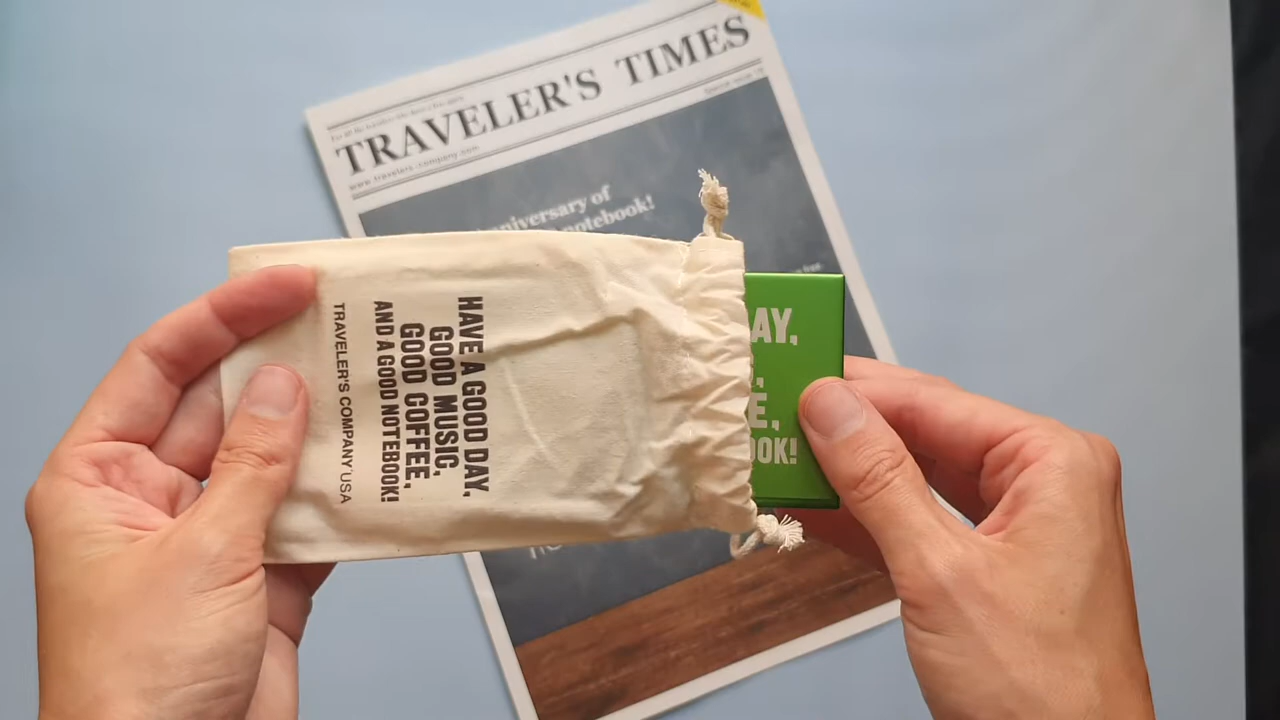 TRAVELER'S TIMES
www.travelers-company.com
niversary of
notebook!
HAVE A GOOD DAY,
GOOD MUSIC,
GOOD COFFEE,
AND A GOOD NOTEBOOK!
TRAVELER'S COMPANY USA
AY,
E,
OOK!